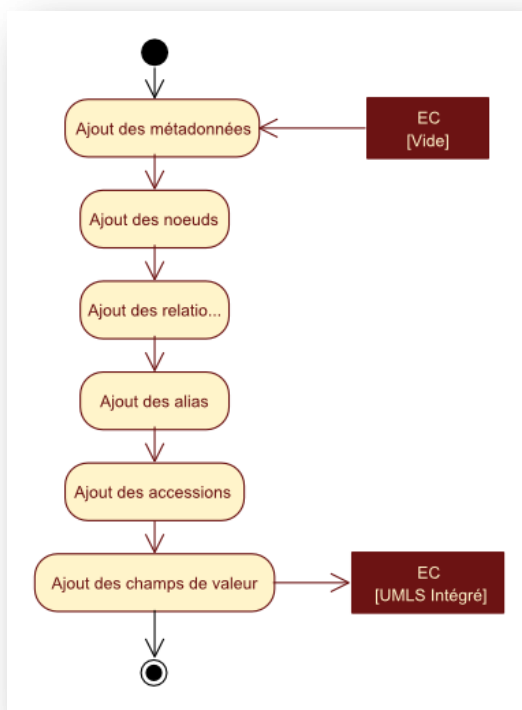 Ajout des métadonnées
EC
[Vide]
Ajout des noeuds
Ajout des relatio...
Ajout des alias
Ajout des accessions
Ajout des champs de valeur
EC
[UMLS Intégré]